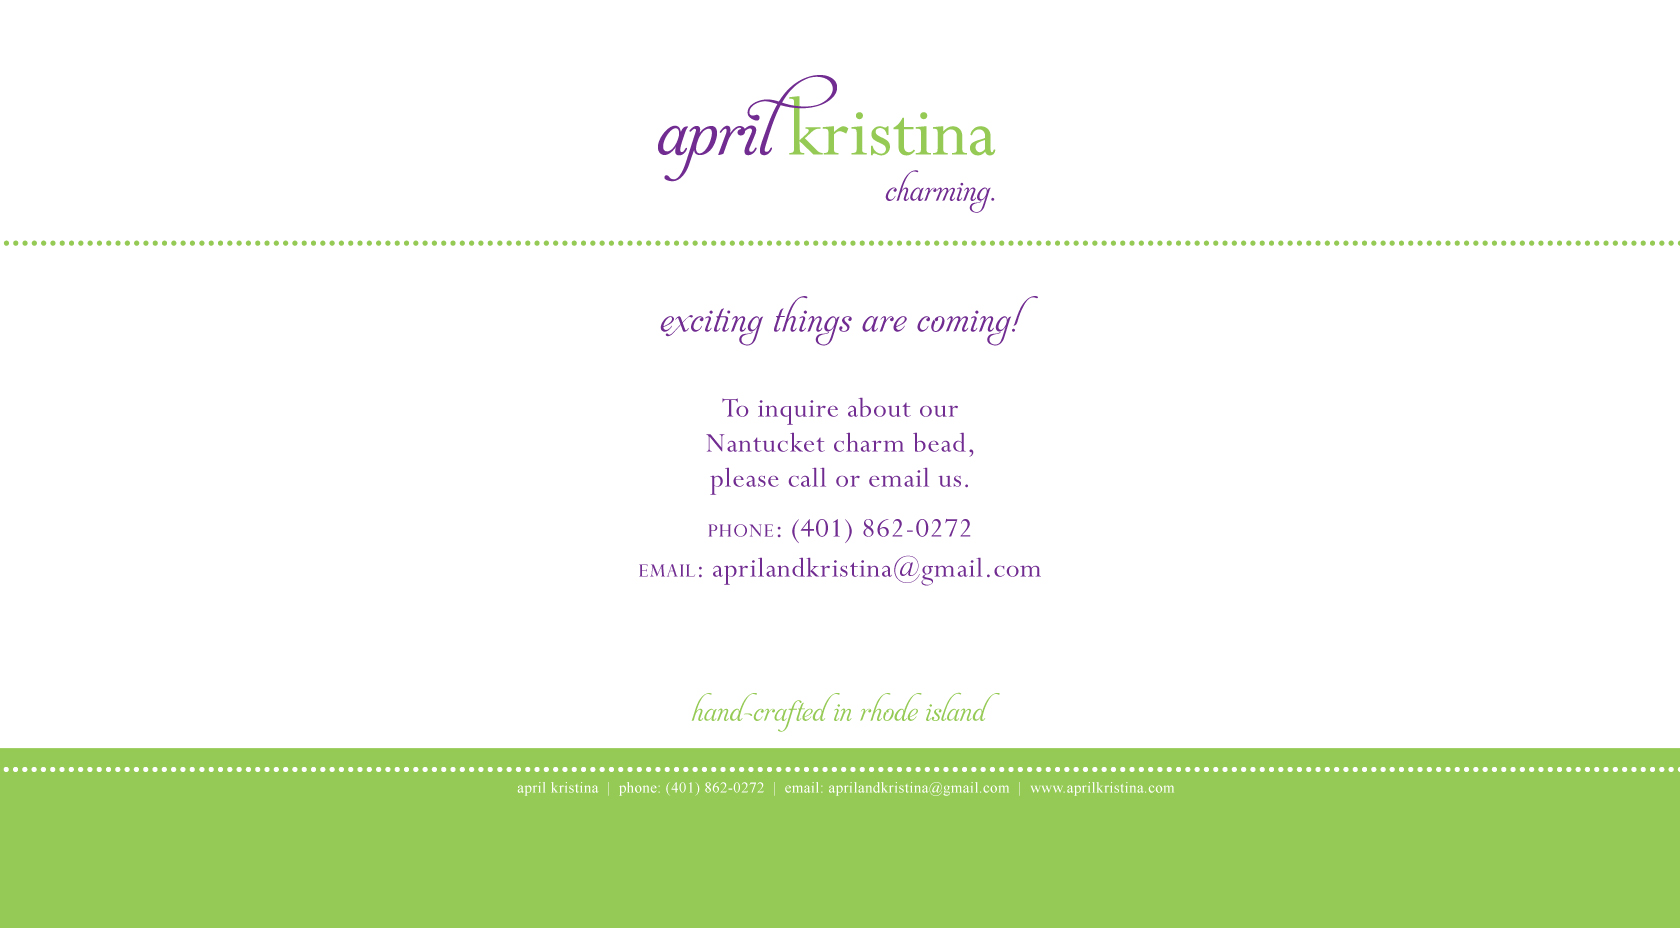 april kristina
charming.
exciting things are coming!
To inquire about our
Nantucket charm bead,
please call or email us.
PHONE: (401) 862-0272
EMAIL: aprilandkristina@gmail.com
hand-crafted in rhode island
april kristina | phone: (401) 862-0272 | email: aprilandkristina@gmail.com | www.aprilkristina.com